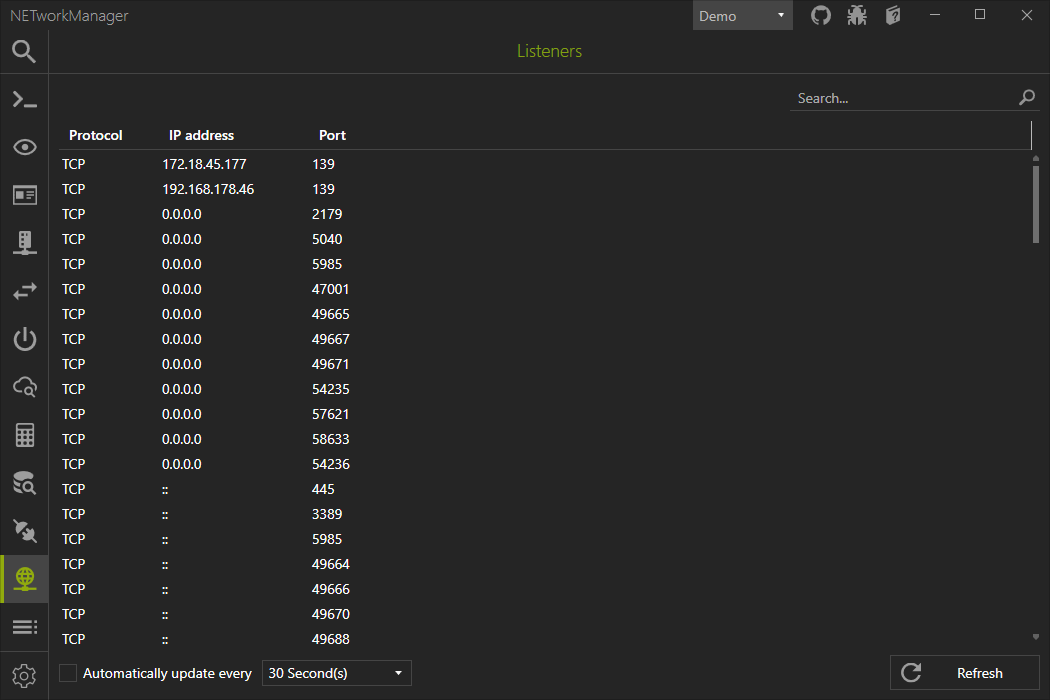 NETworkManager
Demo
Listeners
Search...
Protocol IP address Port
TCP 172.18.45.177 139
TCP 192.168.178.46 139
TCP 0.0.0.0 2179
TCP 0.0.0.0 5040
TCP 0.0.0.0 5985
TCP 0.0.0.0 47001
TCP 0.0.0.0 49665
TCP 0.0.0.0 49667
TCP 0.0.0.0 49671
TCP 0.0.0.0 54235
TCP 0.0.0.0 57621
TCP 0.0.0.0 58633
TCP 0.0.0.0 54236
TCP :: 445
TCP :: 3389
TCP :: 5985
TCP :: 49664
TCP :: 49666
TCP :: 49670
TCP :: 49688
Automatically update every 30 Second(s) Refresh